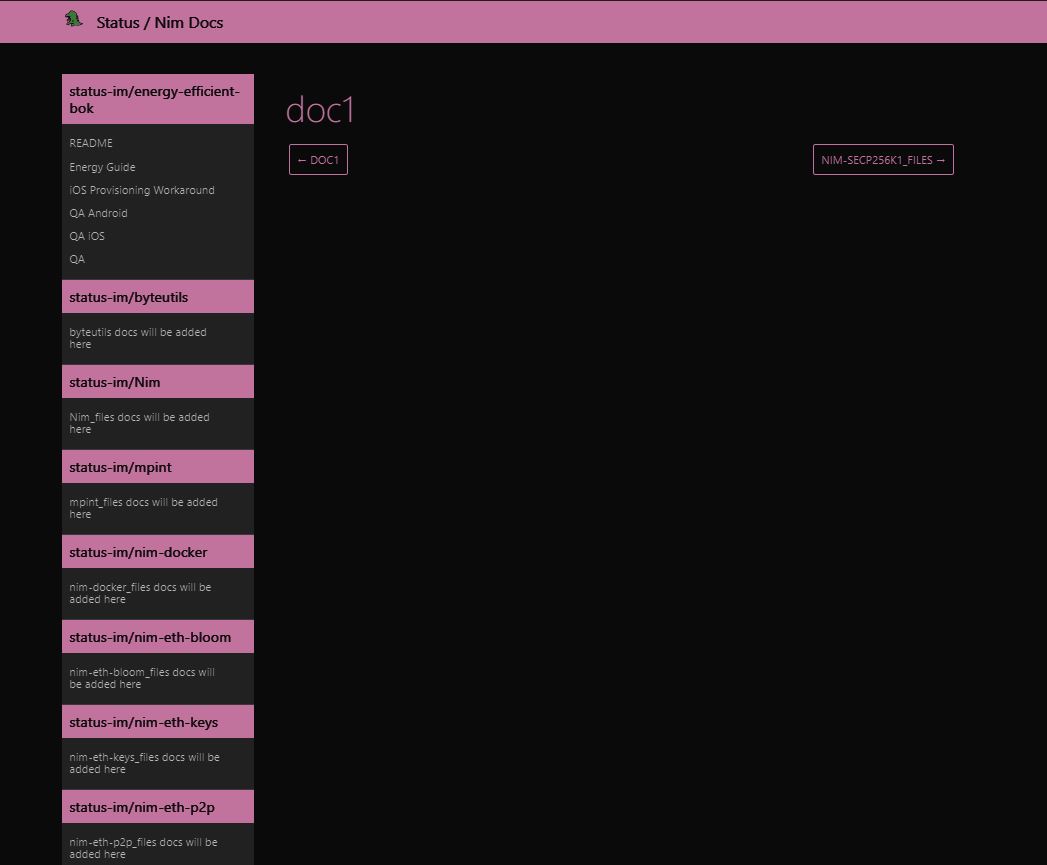 Status / Nim Docs
status-im/energy-efficient-
bok
README
Energy Guide
iOS Provisioning Workaround
QA Android
QA iOS
QA
status-im/byteutils
byteutils docs will be added
here
status-im/Nim
Nim_files docs will be added
here
status-im/mpint
mpint_files docs will be added
here
status-im/nim-docker
nim-docker_files docs will be
added here
status-im/nim-eth-bloom
nim-eth-bloom_files docs will
be added here
status-im/nim-eth-keys
nim-eth-keys_files docs will be
added here
status-im/nim-eth-p2p
nim-eth-p2p_files docs will be
added here
doc1
← DOC1
NIM-SECP256K1_FILES →